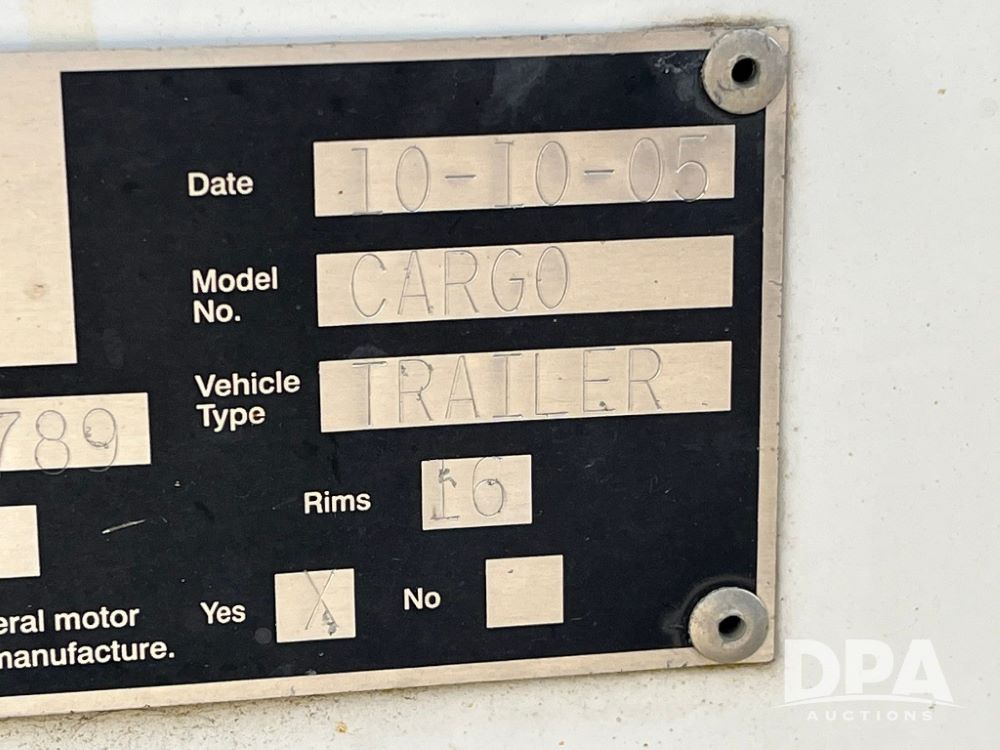 Date 10-10-05
Model No. CARGO
Vehicle Type TRAILER
789
Rims 16
Yes X No
eral motor
manufacture.
DPA
AUCTIONS